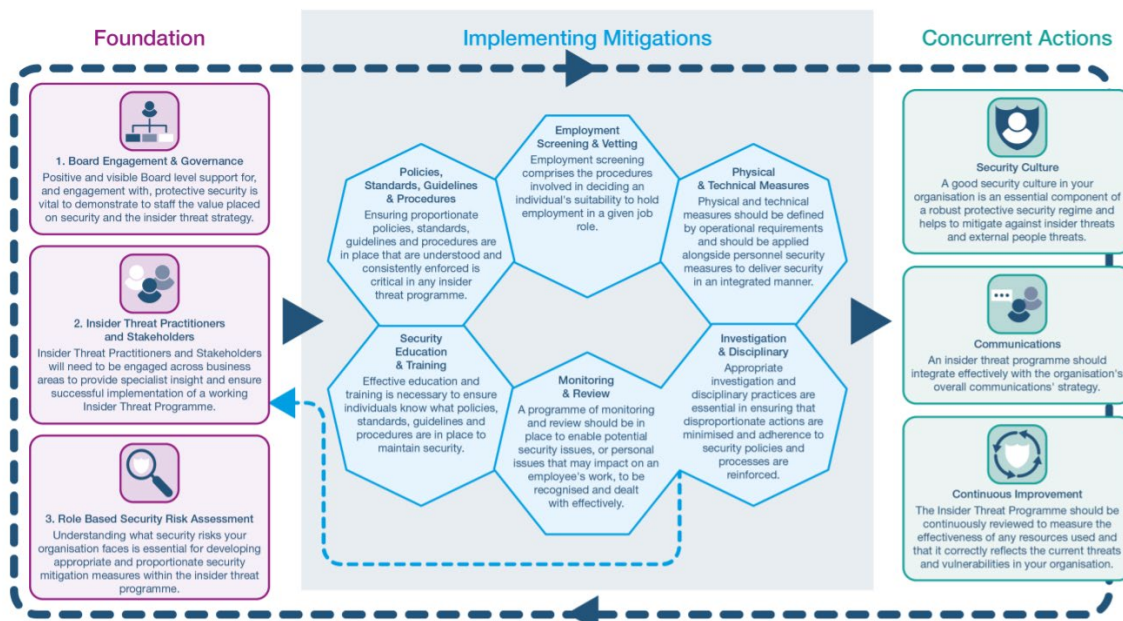 Foundation
Implementing Mitigations
Concurrent Actions
1. Board Engagement & Governance
Positive and visible Board level support for,
and engagement with, protective security is
vital to demonstrate to staff the value placed
on security and the insider threat strategy.
2. Insider Threat Practitioners
and Stakeholders
Insider Threat Practitioners and Stakeholders
will need to be engaged across business
areas to provide specialist insight and ensure
successful implementation of a working
Insider Threat Programme.
3. Role Based Security Risk Assessment
Understanding what security risks your
organisation faces is essential for developing
appropriate and proportionate security
mitigation measures within the insider threat
programme.
Policies,
Standards, Guidelines
& Procedures
Ensuring proportionate
policies, standards,
guidelines and procedures are
in place that are understood and
consistently enforced is
critical in any insider
threat programme.
Employment
Screening & Vetting
Employment screening
comprises the procedures
involved in deciding an
individual's suitability to hold
employment in a given job
role.
Physical
& Technical Measures
Physical and technical
measures should be defined
by operational requirements
and should be applied
alongside personnel security
measures to deliver security
in an integrated manner.
Security
Education
& Training
Effective education and
training is necessary to ensure
individuals know what policies,
standards, guidelines and
procedures are in place to
maintain security.
Monitoring
& Review
A programme of monitoring
and review should be in
place to enable potential
security issues, or personal
issues that may impact on an
employee's work, to be
recognised and dealt
with effectively.
Investigation
& Disciplinary
Appropriate
investigation and
disciplinary practices are
essential in ensuring that
disproportionate actions are
minimised and adherence to
security policies and
processes are
reinforced.
Security Culture
A good security culture in your
organisation is an essential component of
a robust protective security regime and
helps to mitigate against insider threats
and external people threats.
Communications
An insider threat programme should
integrate effectively with the organisation's
overall communications' strategy.
Continuous Improvement
The Insider Threat Programme should be
continuously reviewed to measure the
effectiveness of any resources used and
that it correctly reflects the current threats
and vulnerabilities in your organisation.